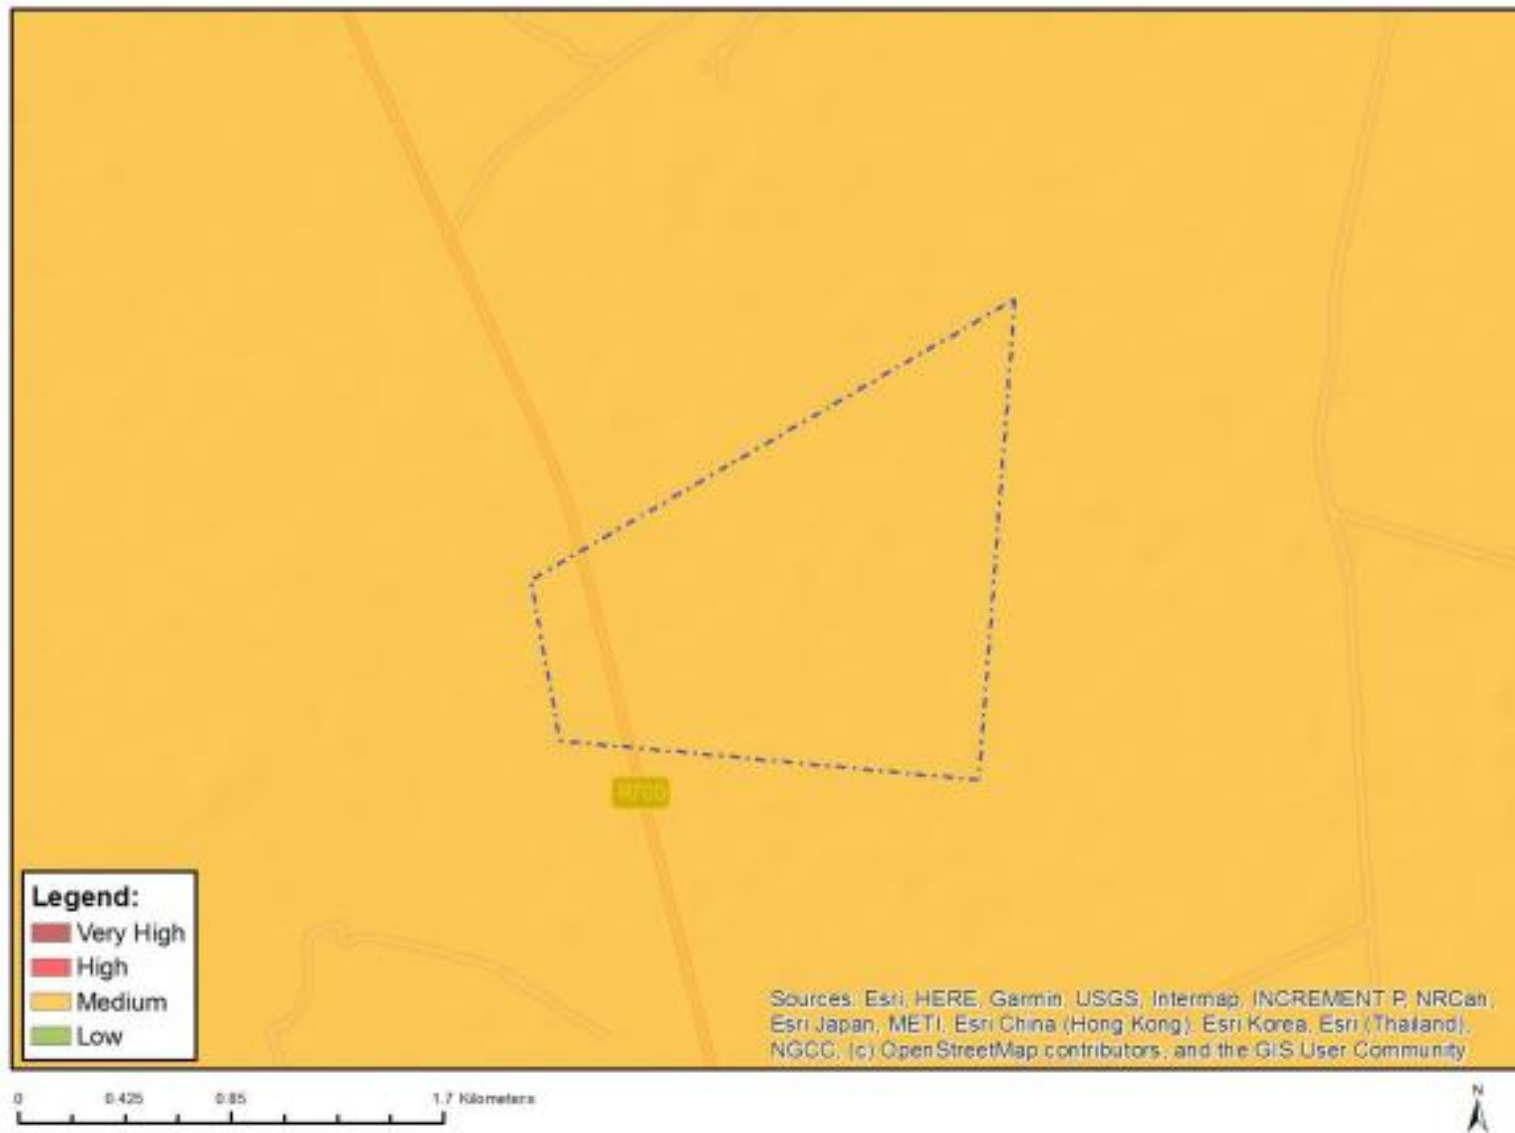 Legend:
Very High
High
Medium
Low
Sources: Esri, HERE, Garmin, USGS, Intermap, INCREMENT P, NRCan,
Esri Japan, METI, Esri China (Hong Kong), Esri Korea, Esri (Thailand),
NGCC, (c) OpenStreetMap contributors, and the GIS User Community
0 0.425 0.85 1.7 Kilometers
N